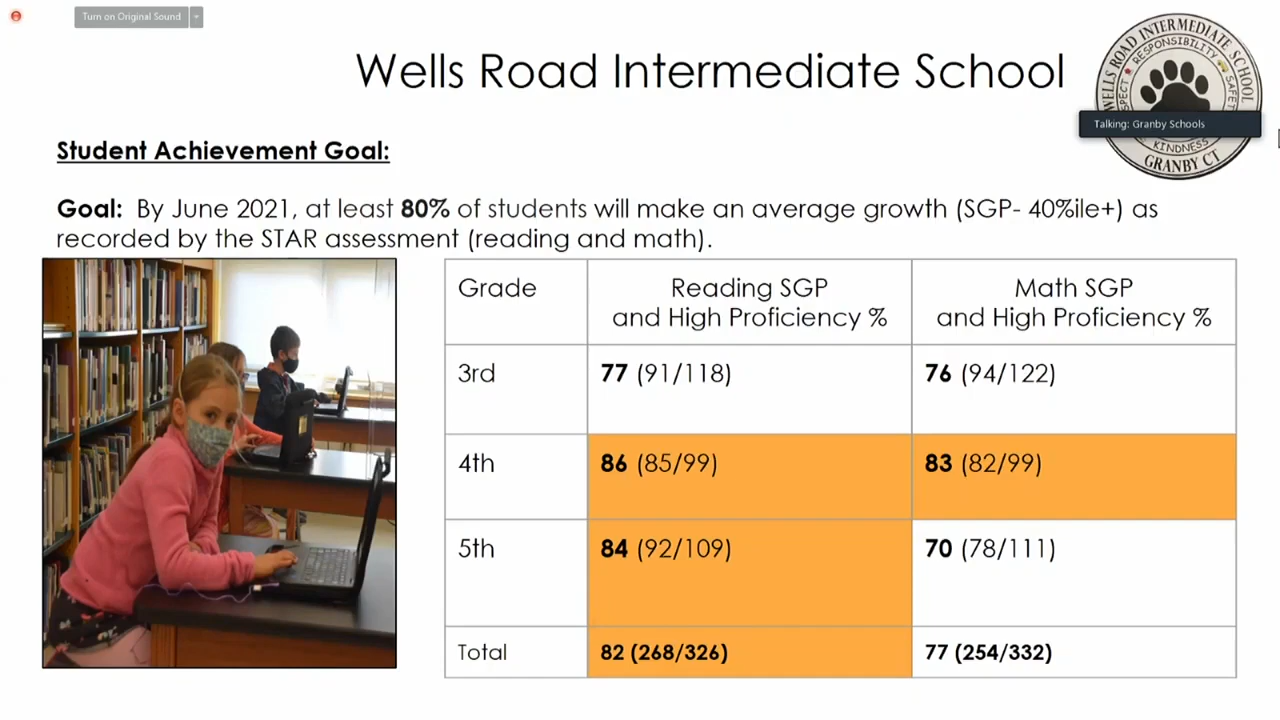 Turn on Original Sound
Wells Road Intermediate School
WELLS ROAD INTERMEDIATE SCHOOL
RESPONSIBILITY
Talking: Granby Schools
KINDNESS
GRANBY CT
Student Achievement Goal:
Goal: By June 2021, at least 80% of students will make an average growth (SGP- 40%ile+) as
recorded by the STAR assessment (reading and math).
Grade Reading SGP Math SGP
and High Proficiency % and High Proficiency %
3rd 77 (91/118) 76 (94/122)
4th 86 (85/99) 83 (82/99)
5th 84 (92/109) 70 (78/111)
Total 82 (268/326) 77 (254/332)